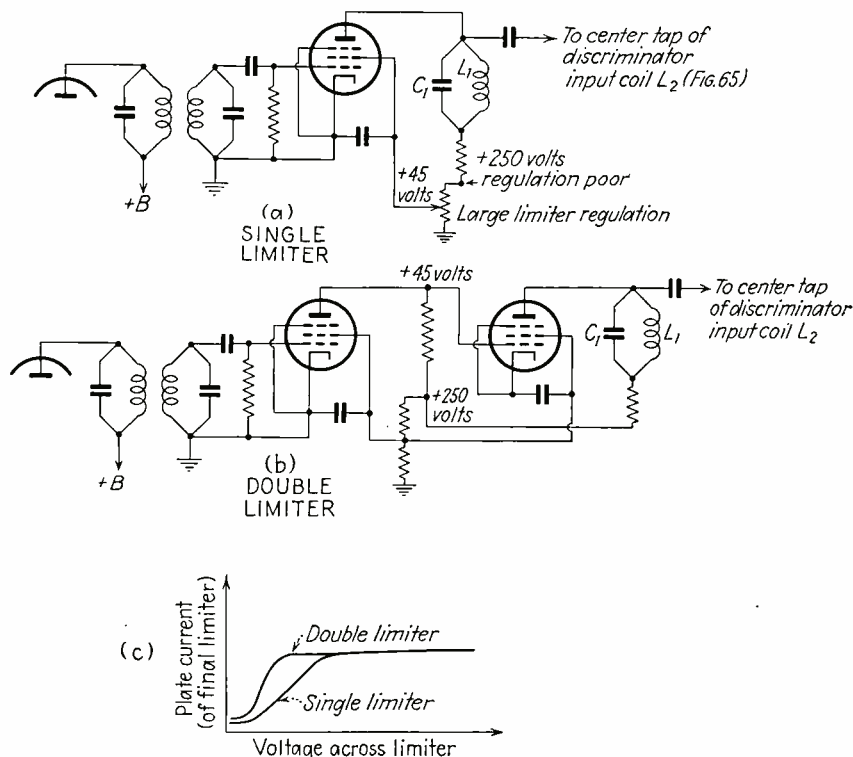 To center tap of
discriminator
input coil L2 (FIG.65)
C1
L1
+250 volts
regulation poor
+45
volts
Large limiter regulation
+B
(a)
SINGLE
LIMITER
+45 volts
To center tap
of discriminator
input coil L2
C1
L1
+250
volts
+B
(b)
DOUBLE
LIMITER
(c)
Plate current
(of final limiter)
Double limiter
Single limiter
Voltage across limiter